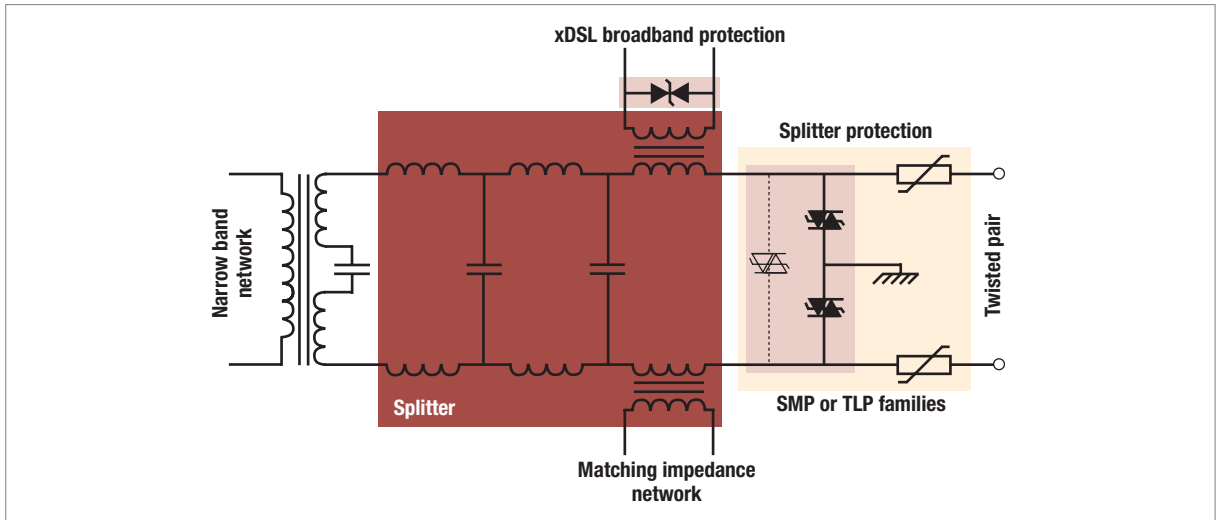 xDSL broadband protection
Splitter protection
Narrow band
network
Twisted pair
Splitter
SMP or TLP families
Matching impedance
network